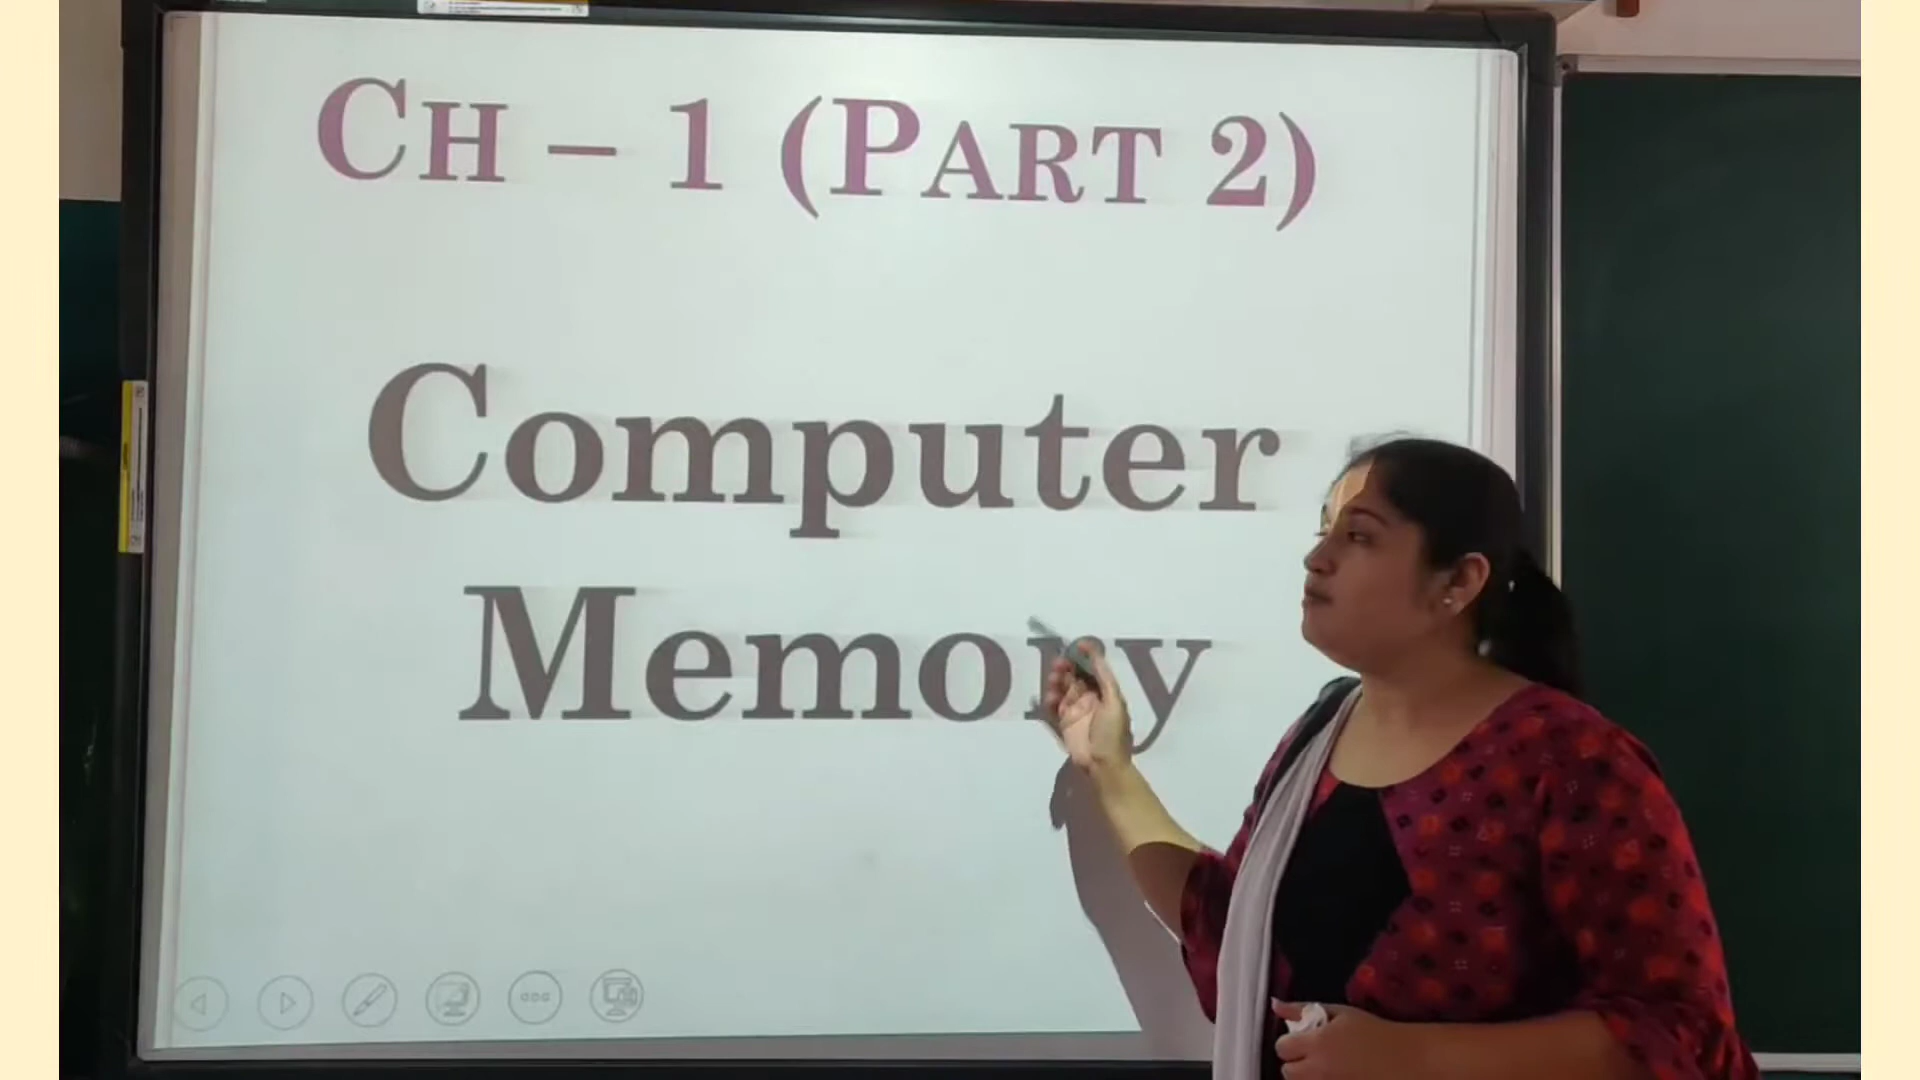 CH – 1 (PART 2)
Computer
Memory